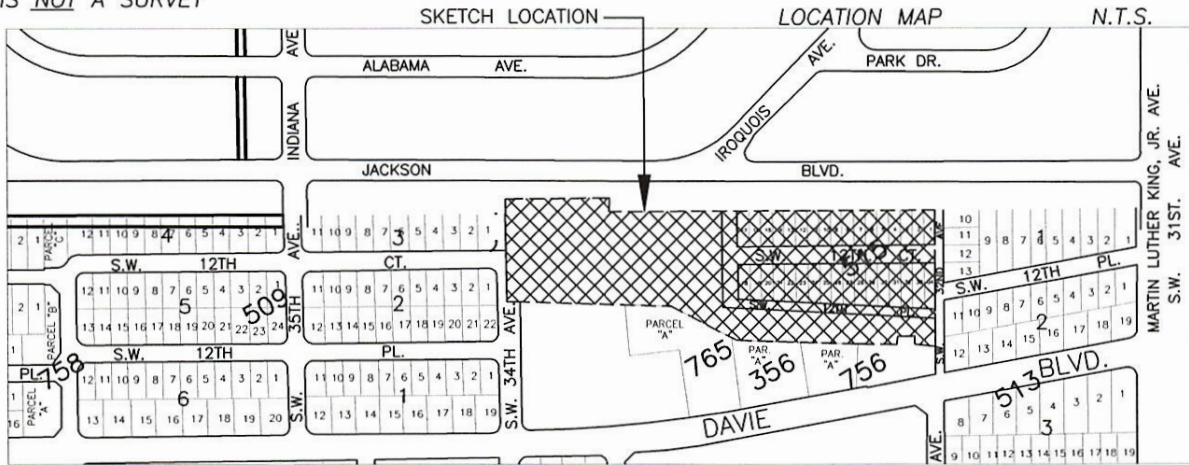 IS NOT A SURVEY
SKETCH LOCATION
LOCATION MAP
N.T.S.
ALABAMA AVE.
INDIANA AVE
IROQUOIS AVE.
PARK DR.
JACKSON BLVD.
MARTIN LUTHER KING, JR. AVE.
S.W. 31ST. AVE.
2 1
PARCEL "C"
12 11 10 9 8 7 6 5 4 3 2 1
4
AVE..
11 10 9 8 7 6 5 4 3 2 1
3
10
11
12
13
9 8 7 6 5 4 3 2 1
1
S.W. 12TH CT.
S.W. 12TH CT.
S.W. 12TH PL.
32ND AVE
2 1
PARCEL "B"
12 11 10 9 8 7 6 5 4 3 2 1
5
509
13 14 15 16 17 18 19 20 21 22 23 24
S.W. 35TH
11 10 9 8 7 6 5 4 3 2 1
2
12 13 14 15 16 17 18 19 20 21 22
S.W. 34TH AVE.
S.W. 12TH PL.
11 10 9 8 7 6 5 4 3 2 1
2
12 13 14 15 16 17 18 19
S.W. 12TH PL.
PL.
758
PARCEL "A"
16
12 11 10 9 8 7 6 5 4 3 2 1
6
13 14 15 16 17 18 19 20
11 10 9 8 7 6 5 4 3 2 1
1
12 13 14 15 16 17 18 19
PARCEL "A"
765
PAR. "A"
356
PAR. "A"
756
S.W.
DAVIE BLVD.
513
AVE.
8 7 6 5 4 3 2 1
3
9 10 11 12 13 14 15 16 17 18 19